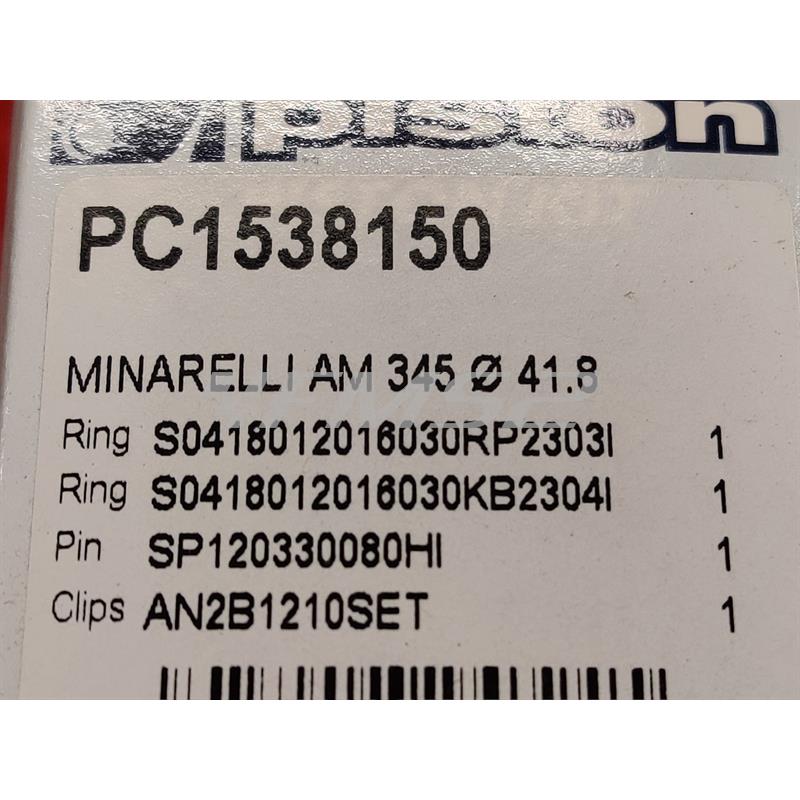 piston
PC1538150
MINARELLI AM 345 Ø 41.8
Ring S0418012016030RP2303I 1
Ring S0418012016030KB2304I 1
Pin SP120330080HI 1
Clips AN2B1210SET 1